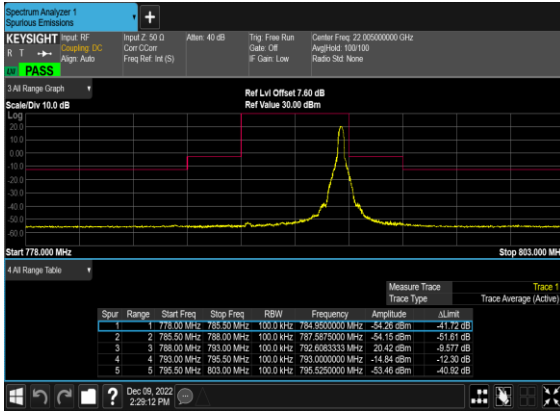 Spectrum Analyzer 1
Spurious Emissions
KEYSIGHT Input: RF Input Z: 50 Ω Atten: 40 dB Trig: Free Run Center Freq: 22.005000000 GHz
R T Coupling: DC Corr CCorr Gate: Off Avg|Hold: 100/100
Align: Auto Freq Ref: Int (S) IF Gain: Low Radio Std: None
PASS
3 All Range Graph
Ref Lvl Offset 7.60 dB
Scale/Div 10.0 dB Ref Value 30.00 dBm
Log
20.0
10.0
0.00
-10.0
-20.0
-30.0
-40.0
-50.0
-60.0
Start 778.000 MHz Stop 803.000 MH
4 All Range Table
Measure Trace Trace 1
Trace Type Trace Average (Active)
Spur Range Start Freq Stop Freq RBW Frequency Amplitude ΔLimit
1 1 778.00 MHz 785.50 MHz 100.0 kHz 784.9500000 MHz -54.26 dBm -41.72 dB
2 2 785.50 MHz 788.00 MHz 100.0 kHz 787.5875000 MHz -54.15 dBm -51.61 dB
3 3 788.00 MHz 793.00 MHz 100.0 kHz 792.6083333 MHz 20.42 dBm -9.577 dB
4 4 793.00 MHz 795.50 MHz 100.0 kHz 793.0000000 MHz -14.84 dBm -12.30 dB
5 5 795.50 MHz 803.00 MHz 100.0 kHz 795.5250000 MHz -53.46 dBm -40.92 dB
Dec 09, 2022
2:29:12 PM